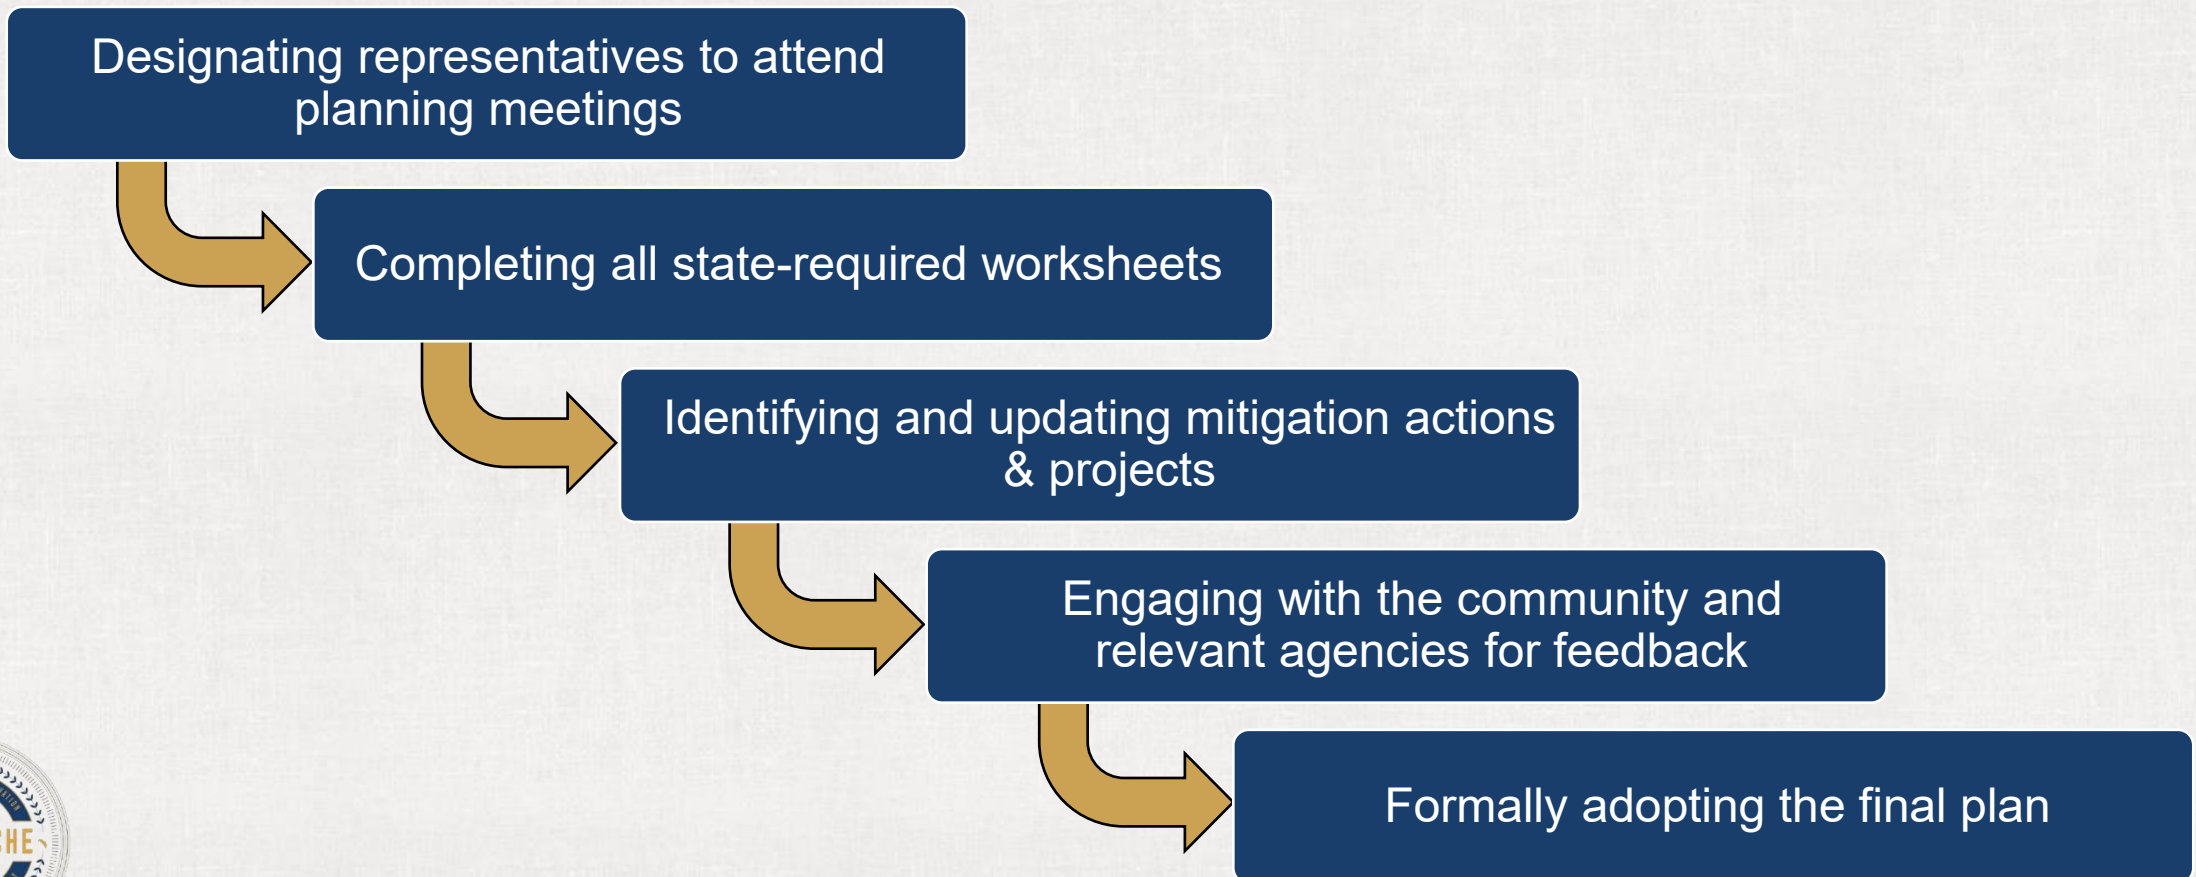 Designating representatives to attend
planning meetings
Completing all state-required worksheets
Identifying and updating mitigation actions
& projects
Engaging with the community and
relevant agencies for feedback
Formally adopting the final plan